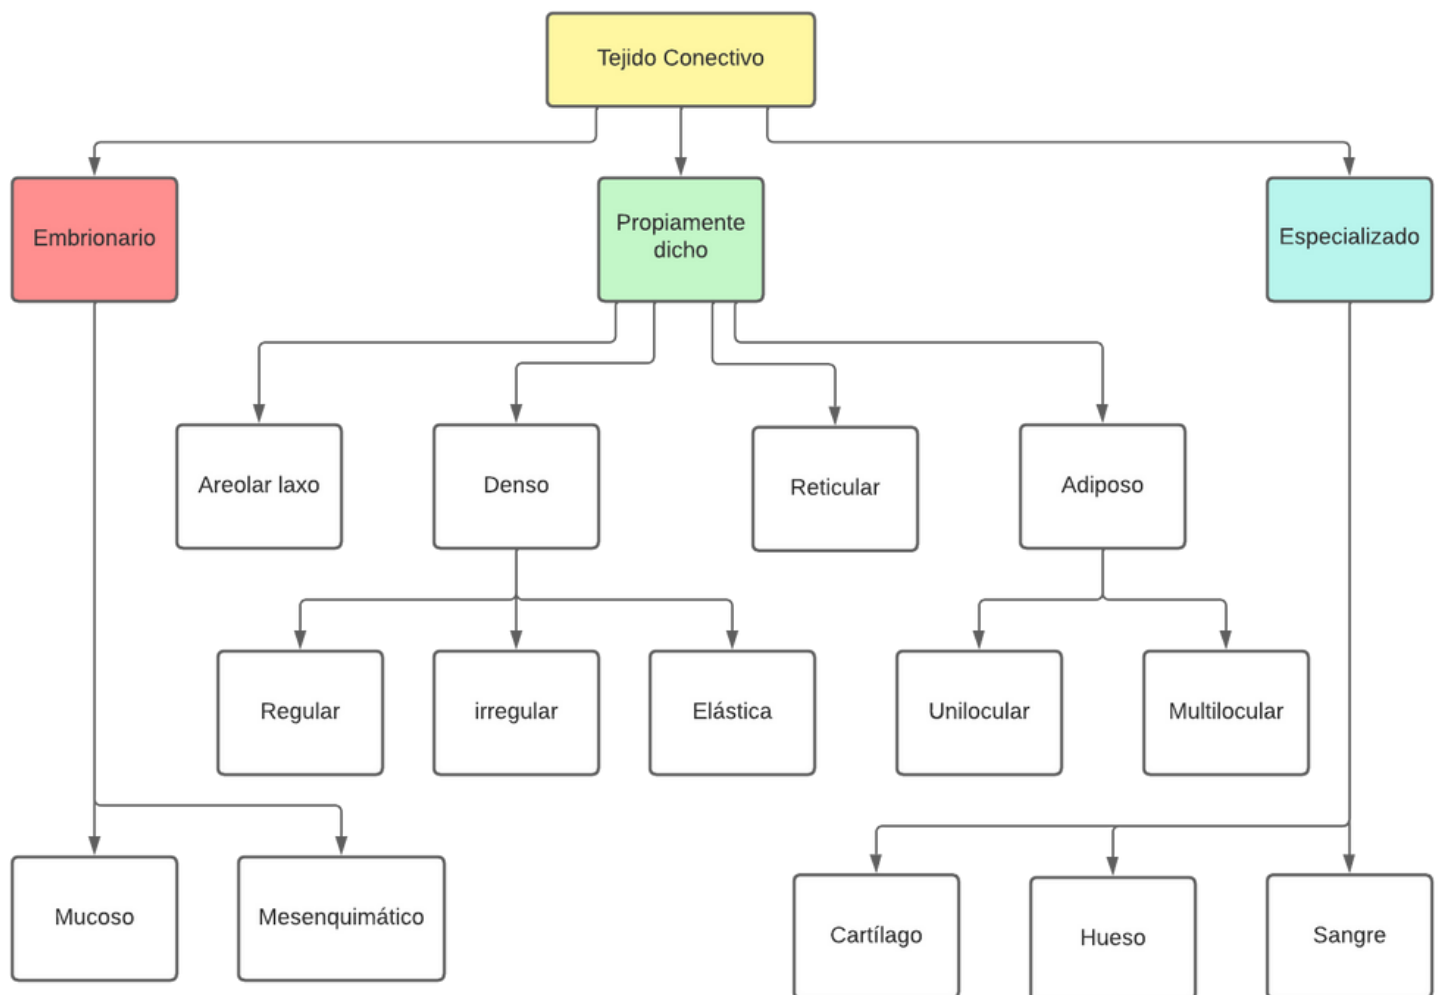 Tejido Conectivo
Embrionario
Propiamente
dicho
Especializado
Areolar laxo
Denso
Reticular
Adiposo
Regular
irregular
Elástica
Unilocular
Multilocular
Mucoso
Mesenquimático
Cartílago
Hueso
Sangre